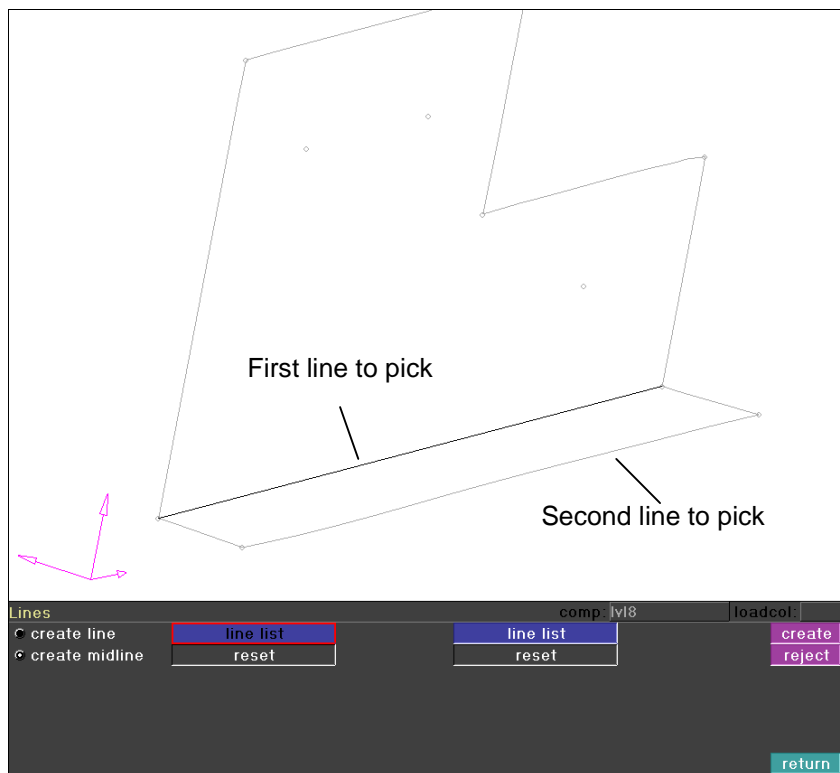 First line to pick
Second line to pick
Lines comp: lvl8 loadcol:
create line line list line list create
create midline reset reset reject
return